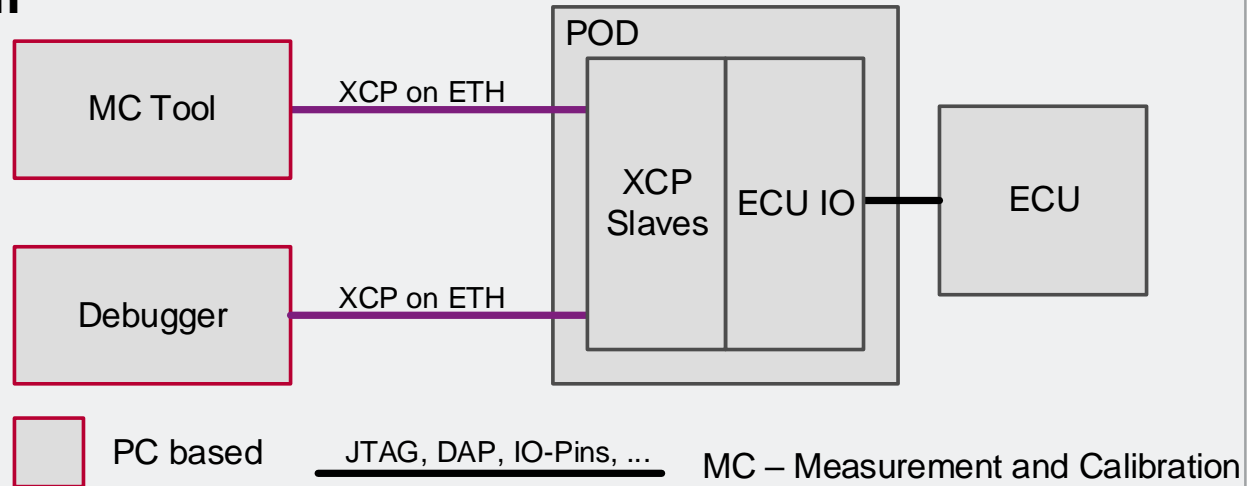 POD
MC Tool
XCP on ETH
XCP
Slaves
ECU IO
ECU
Debugger
XCP on ETH
PC based
JTAG, DAP, IO-Pins, ...
MC – Measurement and Calibration